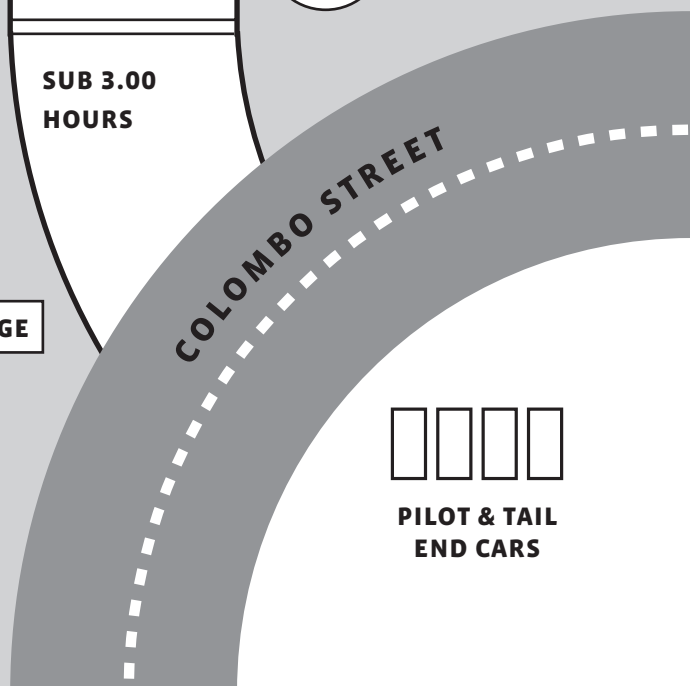 SUB 3.00
HOURS
COLOMBO STREET
GE
PILOT & TAIL
END CARS